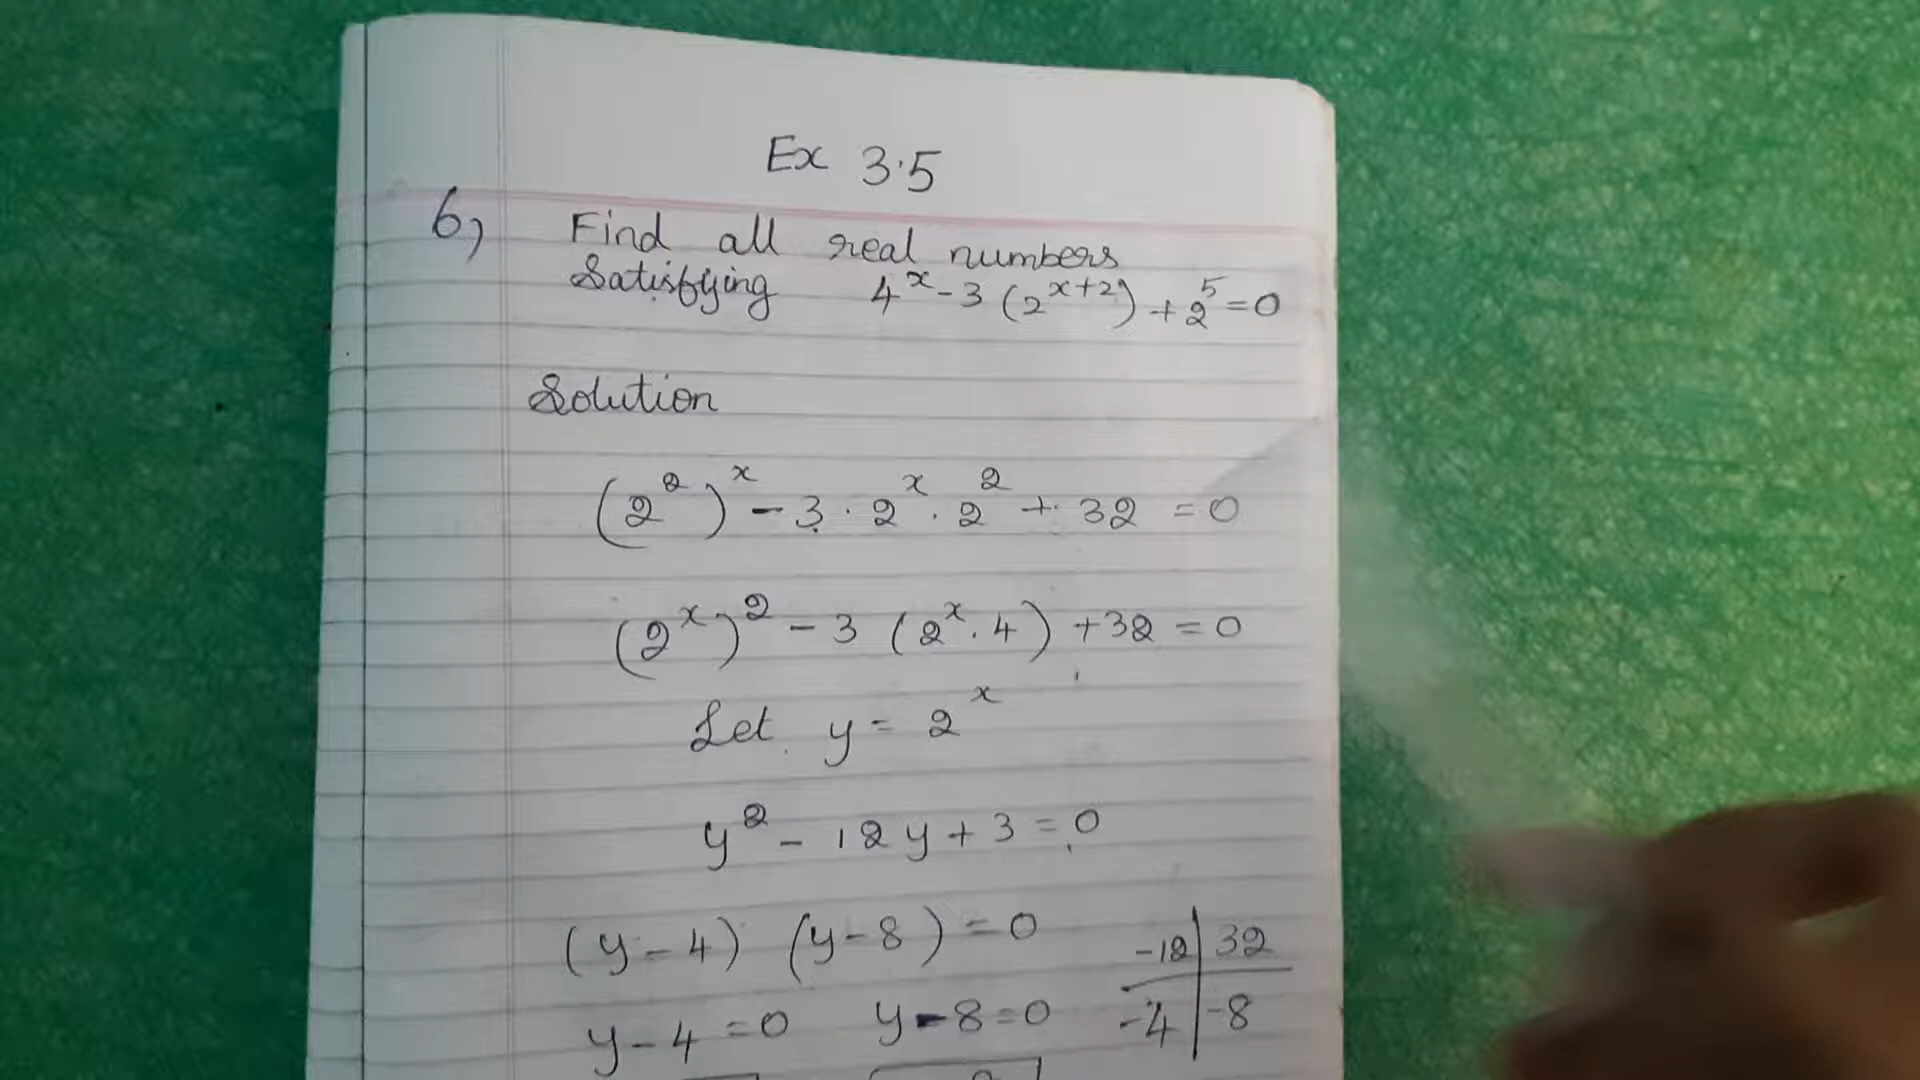 Ex 3.5
6) Find all real numbers
Satisfying 4^x - 3 (2^x+2) + 2^5 = 0
Solution
(2^2)^x - 3 . 2^x . 2^2 + 32 = 0
(2^x)^2 - 3 (2^x . 4) + 32 = 0
Let y = 2^x
y^2 - 12y + 3 = 0
(y - 4) (y - 8) = 0
-12 | 32
y - 4 = 0 y - 8 = 0
-4 | -8